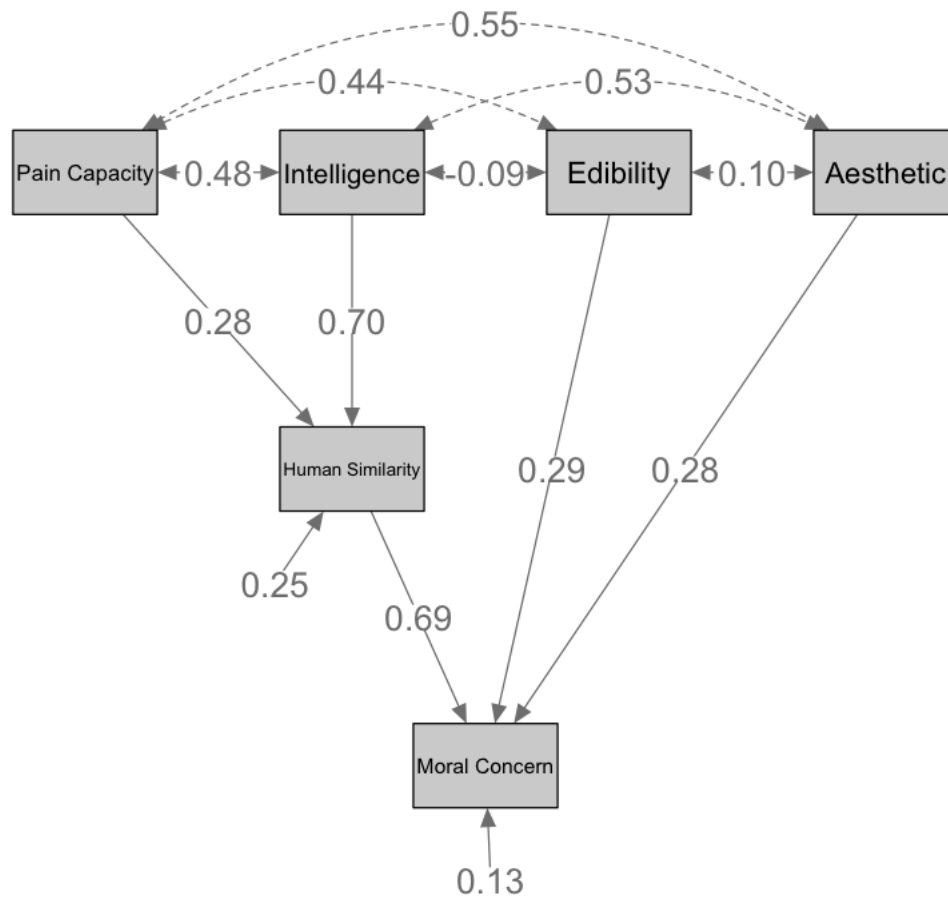 0.55
0.44 0.53
Pain Capacity 0.48 Intelligence -0.09 Edibility 0.10 Aesthetic
0.28 0.70
Human Similarity 0.29 0.28
0.25
0.69
Moral Concern
0.13